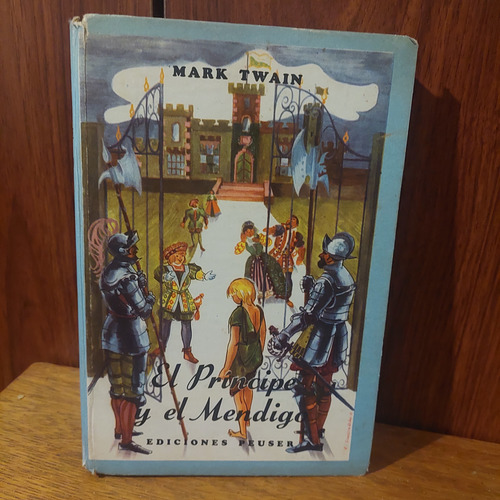 MARK TWAIN
El Príncipe
y el Mendigo
EDICIONES PEUSER